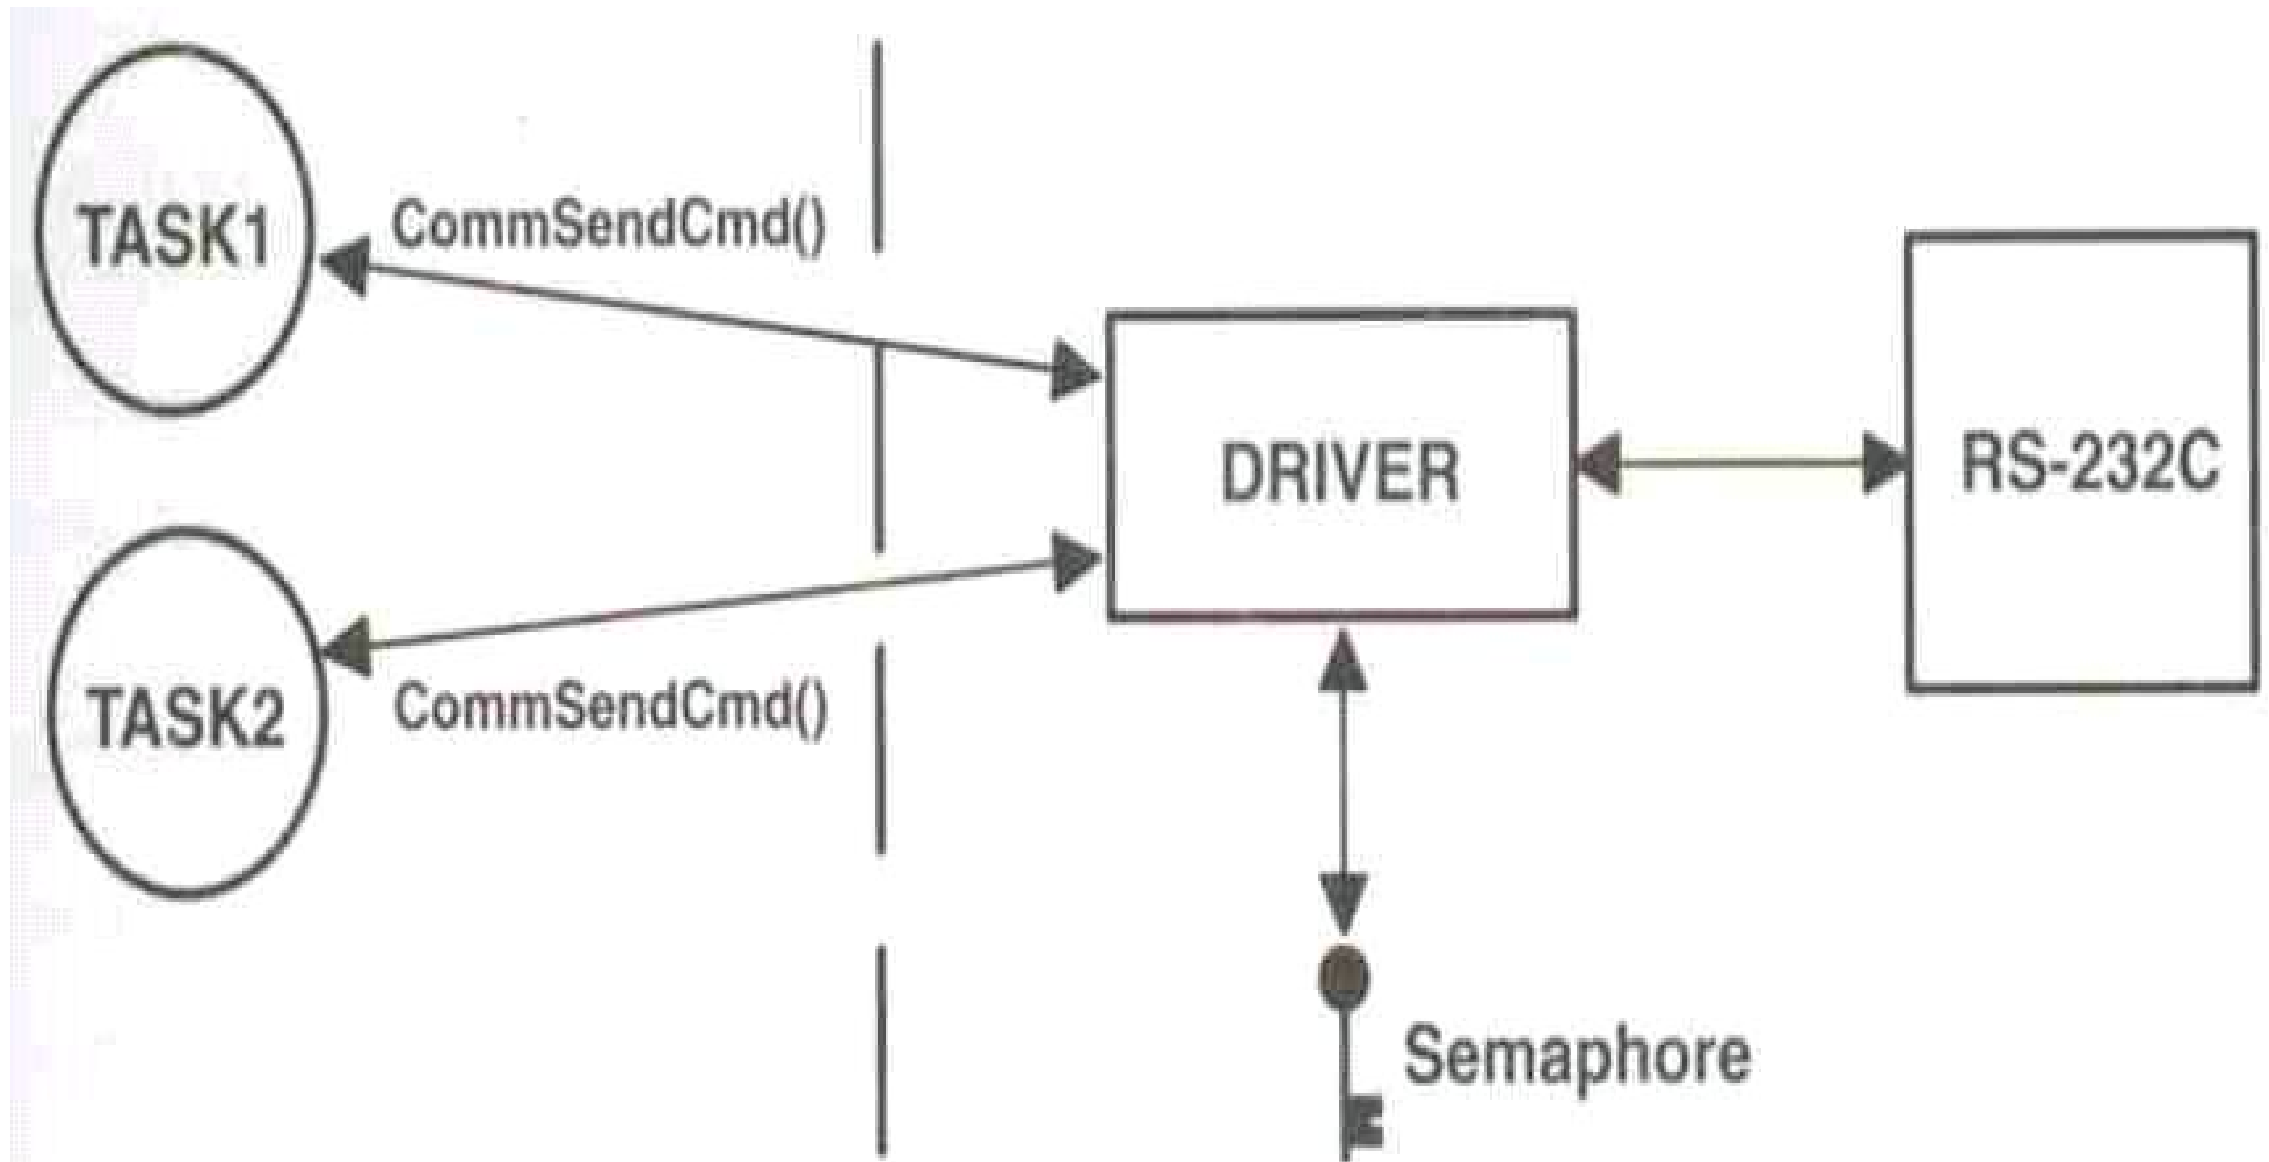 TASK1
CommSendCmd()
DRIVER
RS-232C
TASK2
CommSendCmd()
Semaphore